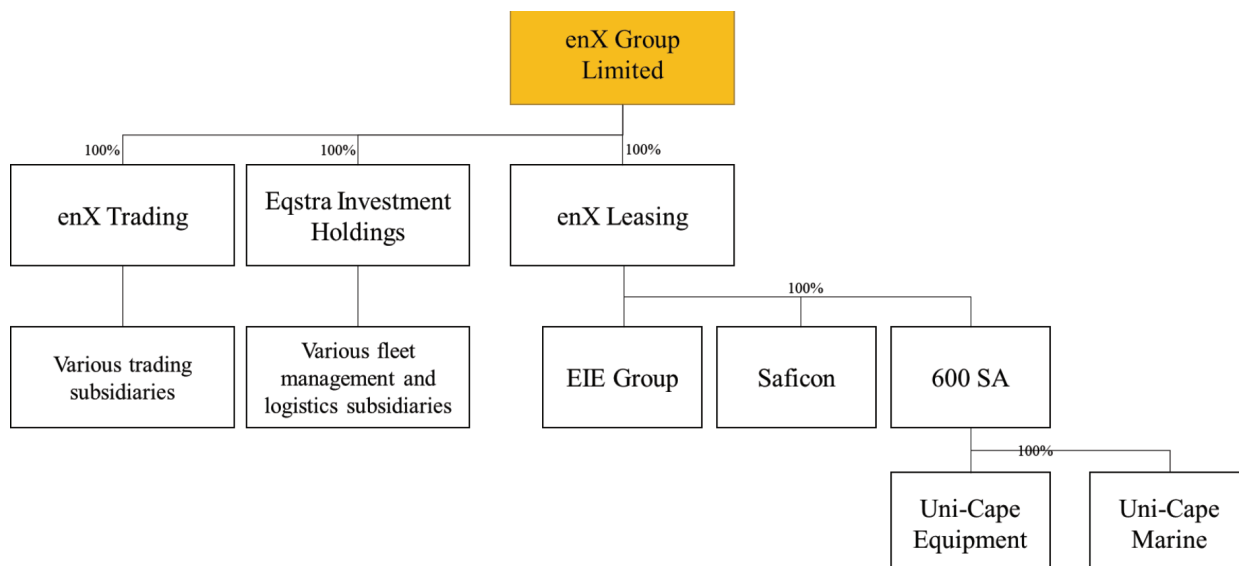 enX Group
Limited
100%
100%
100%
enX Trading
Eqstra Investment
Holdings
enX Leasing
100%
Various trading
subsidiaries
Various fleet
management and
logistics subsidiaries
EIE Group
Saficon
600 SA
100%
Uni-Cape
Equipment
Uni-Cape
Marine